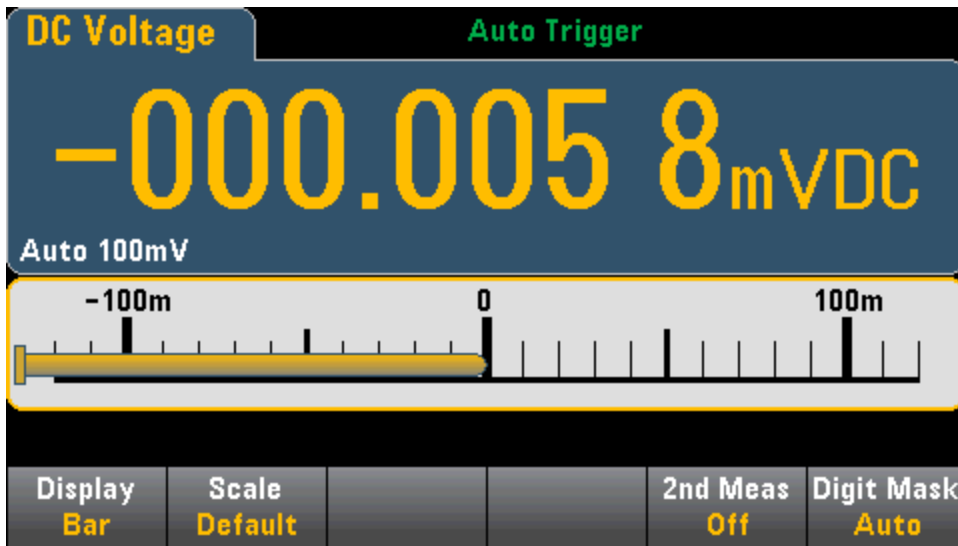 DC Voltage Auto Trigger
-000.005 8mVDC
Auto 100mV
-100m 0 100m
Display Scale 2nd Meas Digit Mask
Bar Default Off Auto